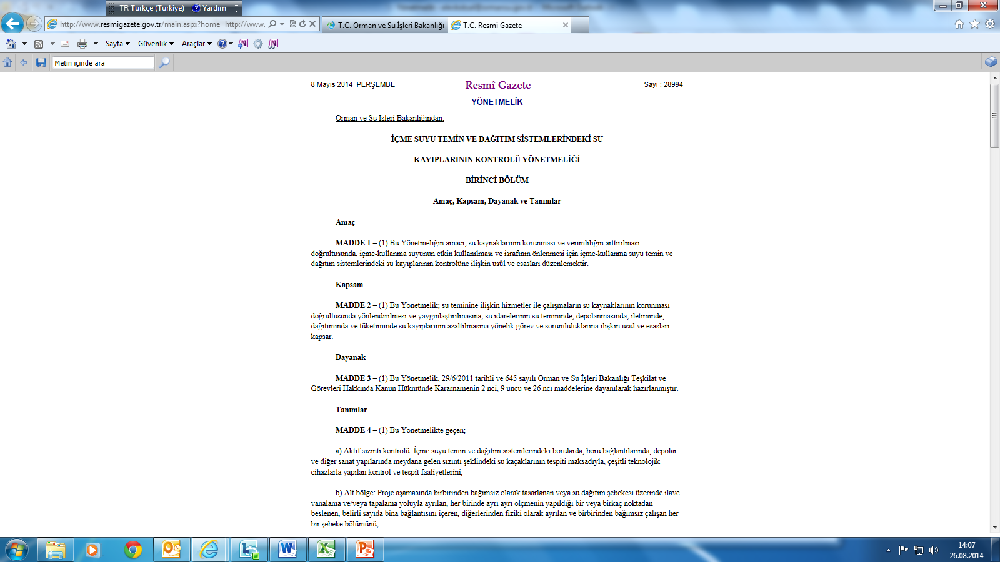 TR Türkçe (Türkiye) Yardım
http://www.resmigazete.gov.tr/main.aspx?home=http://www.
T.C. Orman ve Su İşleri Bakanlığı
T.C. Resmi Gazete
Sayfa Güvenlik Araçlar
Metin içinde ara
8 Mayıs 2014 PERŞEMBE Resmî Gazete Sayı : 28994
YÖNETMELİK
Orman ve Su İşleri Bakanlığından:
İÇME SUYU TEMİN VE DAĞITIM SİSTEMLERİNDEKİ SU
KAYIPLARININ KONTROLÜ YÖNETMELİĞİ
BİRİNCİ BÖLÜM
Amaç, Kapsam, Dayanak ve Tanımlar
Amaç
MADDE 1 – (1) Bu Yönetmeliğin amacı; su kaynaklarının korunması ve verimliliğin arttırılması
doğrultusunda, içme-kullanma suyunun etkin kullanılması ve israfının önlenmesi için içme-kullanma suyu temin ve
dağıtım sistemlerindeki su kayıplarının kontrolüne ilişkin usûl ve esasları düzenlemektir.
Kapsam
MADDE 2 – (1) Bu Yönetmelik; su teminine ilişkin hizmetler ile çalışmaların su kaynaklarının korunması
doğrultusunda yönlendirilmesi ve yaygınlaştırılmasına, su idarelerinin su temininde, depolanmasında, iletiminde,
dağıtımında ve tüketiminde su kayıplarının azaltılmasına yönelik görev ve sorumluluklarına ilişkin usul ve esasları
kapsar.
Dayanak
MADDE 3 – (1) Bu Yönetmelik, 29/6/2011 tarihli ve 645 sayılı Orman ve Su İşleri Bakanlığı Teşkilat ve
Görevleri Hakkında Kanun Hükmünde Kararnamenin 2 nci, 9 uncu ve 26 ncı maddelerine dayanılarak hazırlanmıştır.
Tanımlar
MADDE 4 – (1) Bu Yönetmelikte geçen;
a) Aktif sızıntı kontrolü: İçme suyu temin ve dağıtım sistemlerindeki borularda, boru bağlantılarında, depolar
ve diğer sanat yapılarında meydana gelen sızıntı şeklindeki su kaçaklarının tespiti maksadıyla, çeşitli teknolojik
cihazlarla yapılan kontrol ve tespit faaliyetlerini,
b) Alt bölge: Proje aşamasında birbirinden bağımsız olarak tasarlanan veya su dağıtım şebekesi üzerinde ilave
vanalama ve/veya tapalama yoluyla ayrılan, her birinde ayrı ayrı ölçmenin yapıldığı bir veya birkaç noktadan
beslenen, belirli sayıda bina bağlantısını içeren, diğerlerinden fiziki olarak ayrılan ve birbirinden bağımsız çalışan her
bir şebeke bölümünü,
14:07
26.08.2014